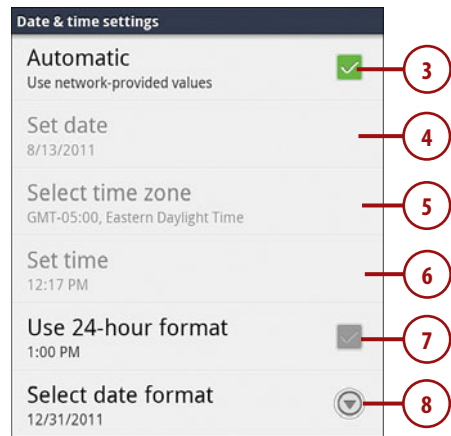 Date & time settings
Automatic
Use network-provided values
3
Set date
8/13/2011
4
Select time zone
GMT-05:00, Eastern Daylight Time
5
Set time
12:17 PM
6
Use 24-hour format
1:00 PM
7
Select date format
12/31/2011
8